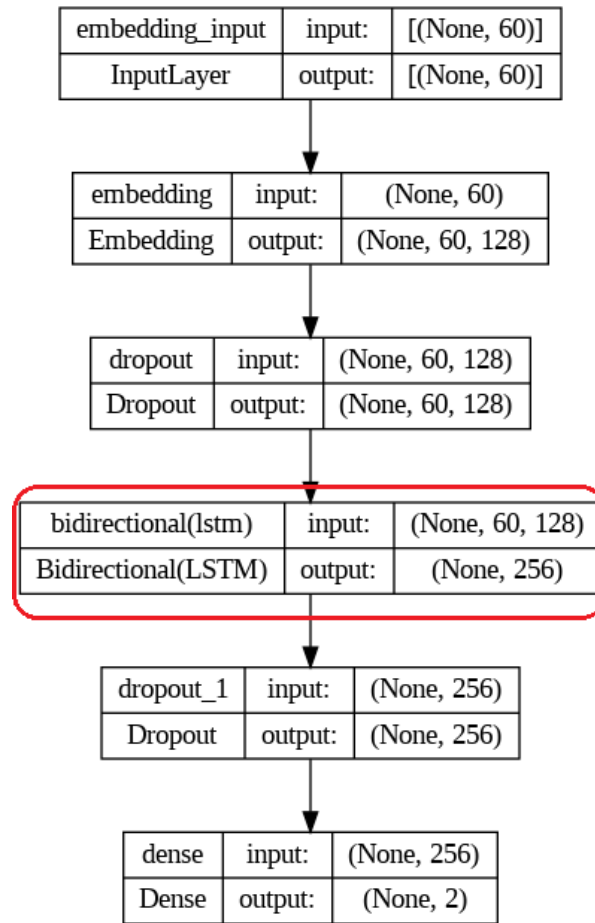 embedding_input input: [(None, 60)]
InputLayer output: [(None, 60)]
embedding input: (None, 60)
Embedding output: (None, 60, 128)
dropout input: (None, 60, 128)
Dropout output: (None, 60, 128)
bidirectional(lstm) input: (None, 60, 128)
Bidirectional(LSTM) output: (None, 256)
dropout_1 input: (None, 256)
Dropout output: (None, 256)
dense input: (None, 256)
Dense output: (None, 2)